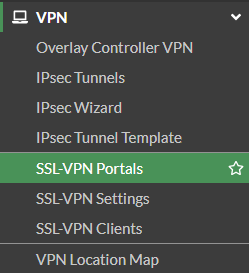 VPN
Overlay Controller VPN
IPsec Tunnels
IPsec Wizard
IPsec Tunnel Template
SSL-VPN Portals
SSL-VPN Settings
SSL-VPN Clients
VPN Location Map